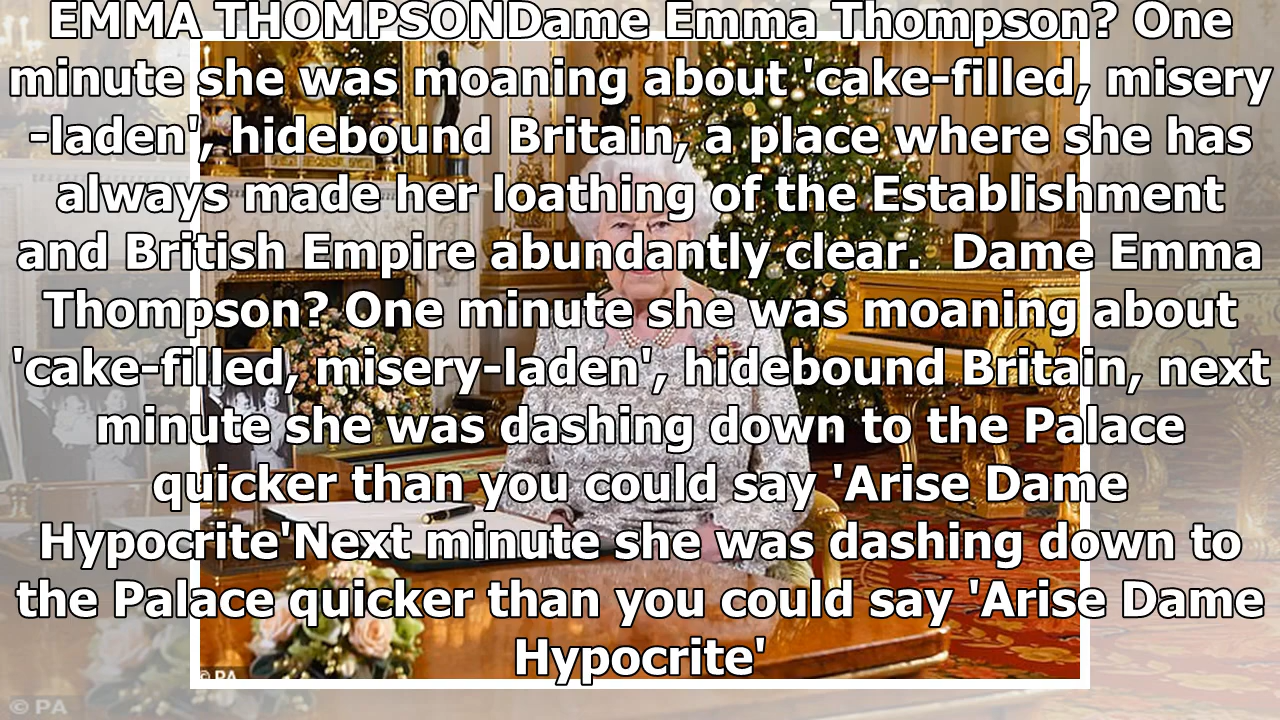 EMMA THOMPSONDame Emma Thompson? One
minute she was moaning about 'cake-filled, misery
-laden', hidebound Britain, a place where she has
always made her loathing of the Establishment
and British Empire abundantly clear.  Dame Emma
Thompson? One minute she was moaning about
'cake-filled, misery-laden', hidebound Britain, next
minute she was dashing down to the Palace
quicker than you could say 'Arise Dame
Hypocrite'Next minute she was dashing down to
the Palace quicker than you could say 'Arise Dame
Hypocrite'
© PA
© PA